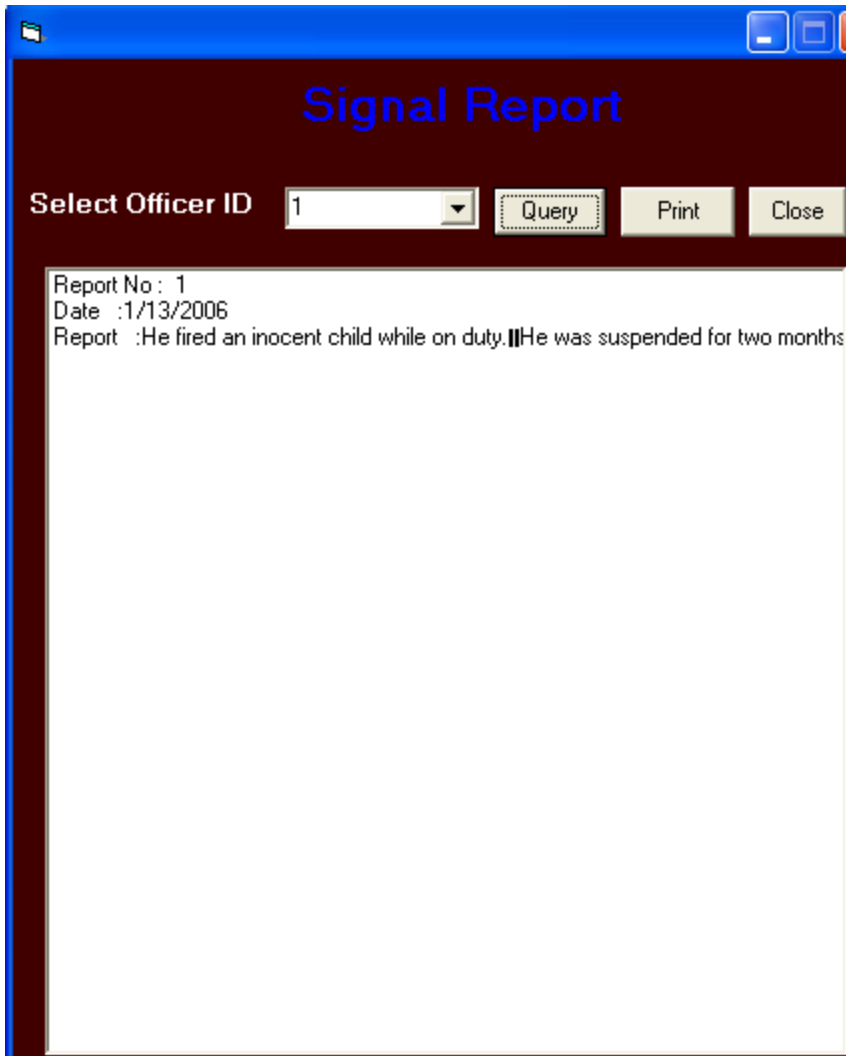 Signal Report
Select Officer ID 1 Query Print Close
Report No : 1
Date :1/13/2006
Report :He fired an inocent child while on duty.||He was suspended for two months